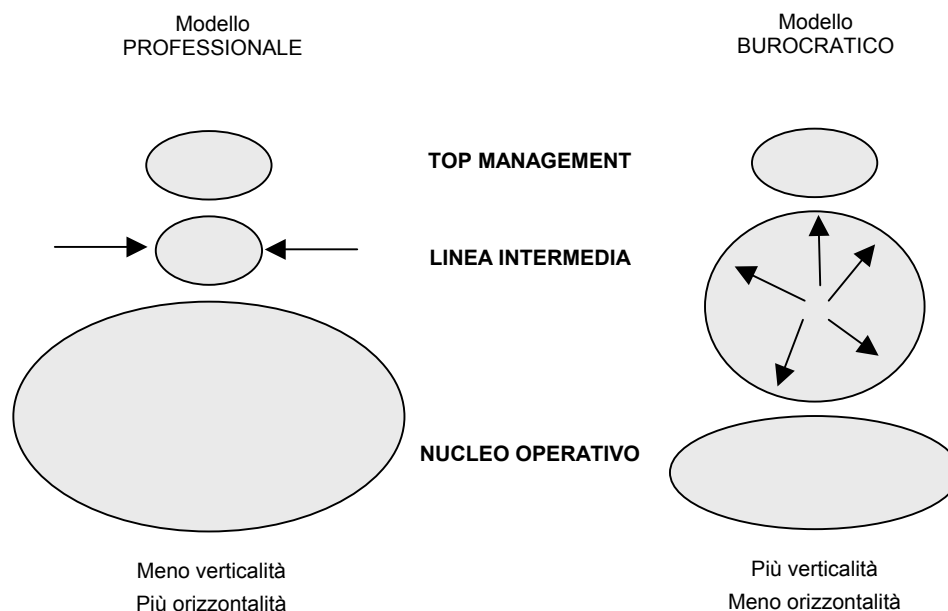 Modello
PROFESSIONALE
Modello
BUROCRATICO
TOP MANAGEMENT
LINEA INTERMEDIA
NUCLEO OPERATIVO
Meno verticalità
Più orizzontalità
Più verticalità
Meno orizzontalità